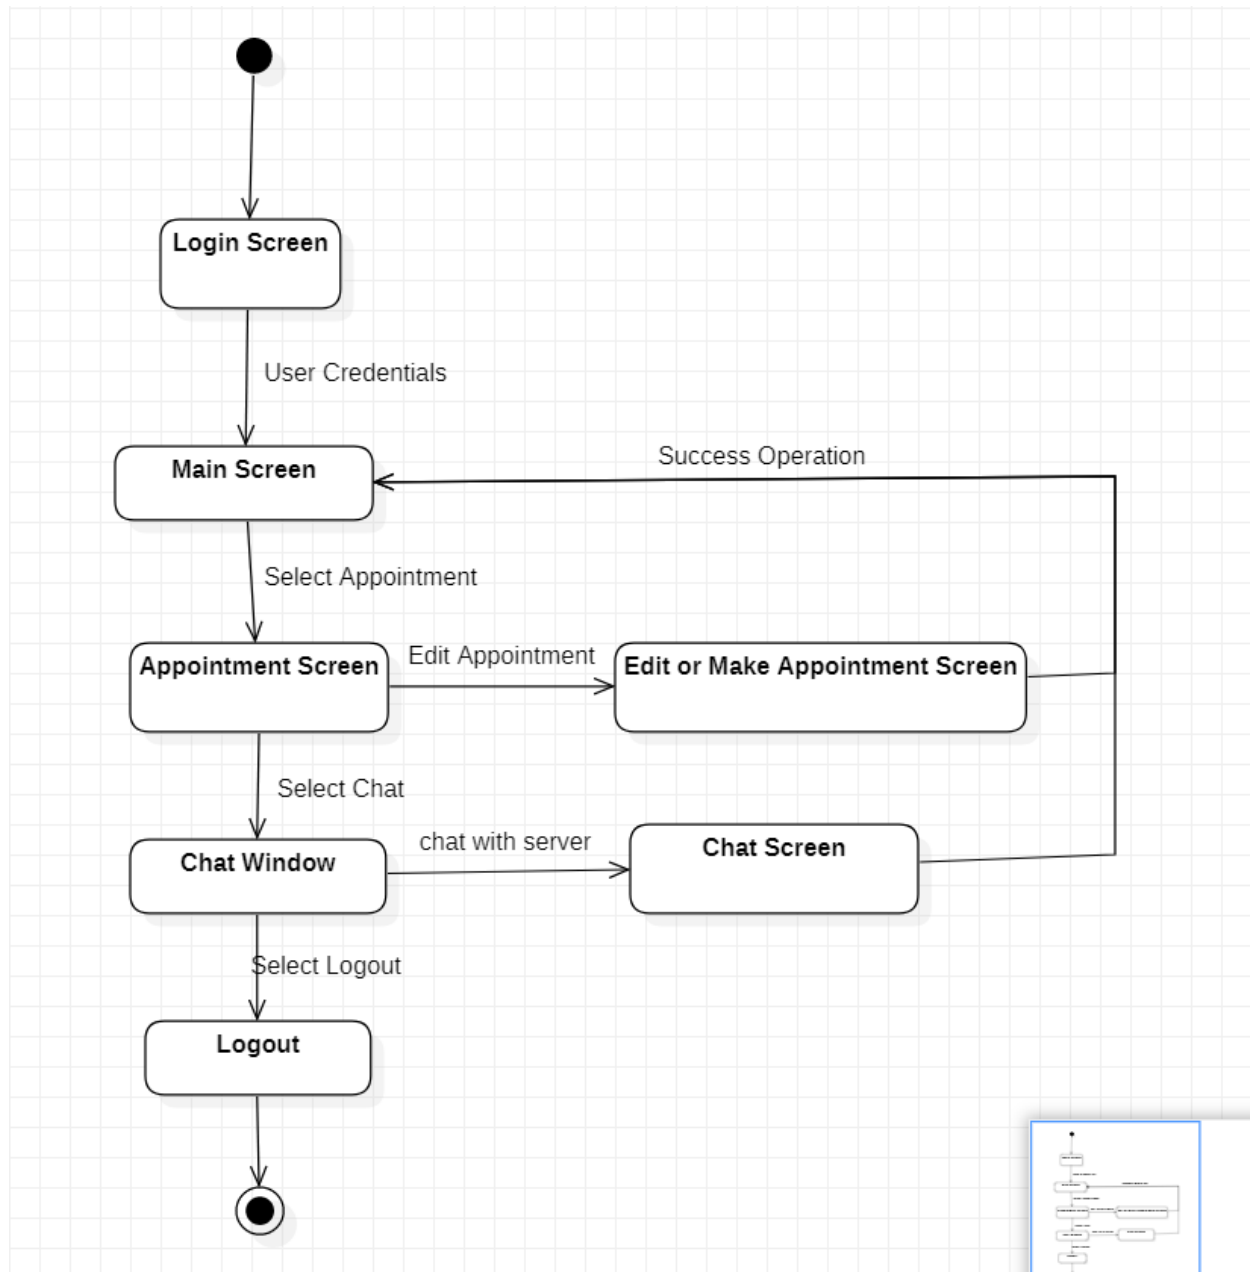 Login Screen
User Credentials
Main Screen
Success Operation
Select Appointment
Appointment Screen
Edit Appointment
Edit or Make Appointment Screen
Select Chat
Chat Window
chat with server
Chat Screen
Select Logout
Logout